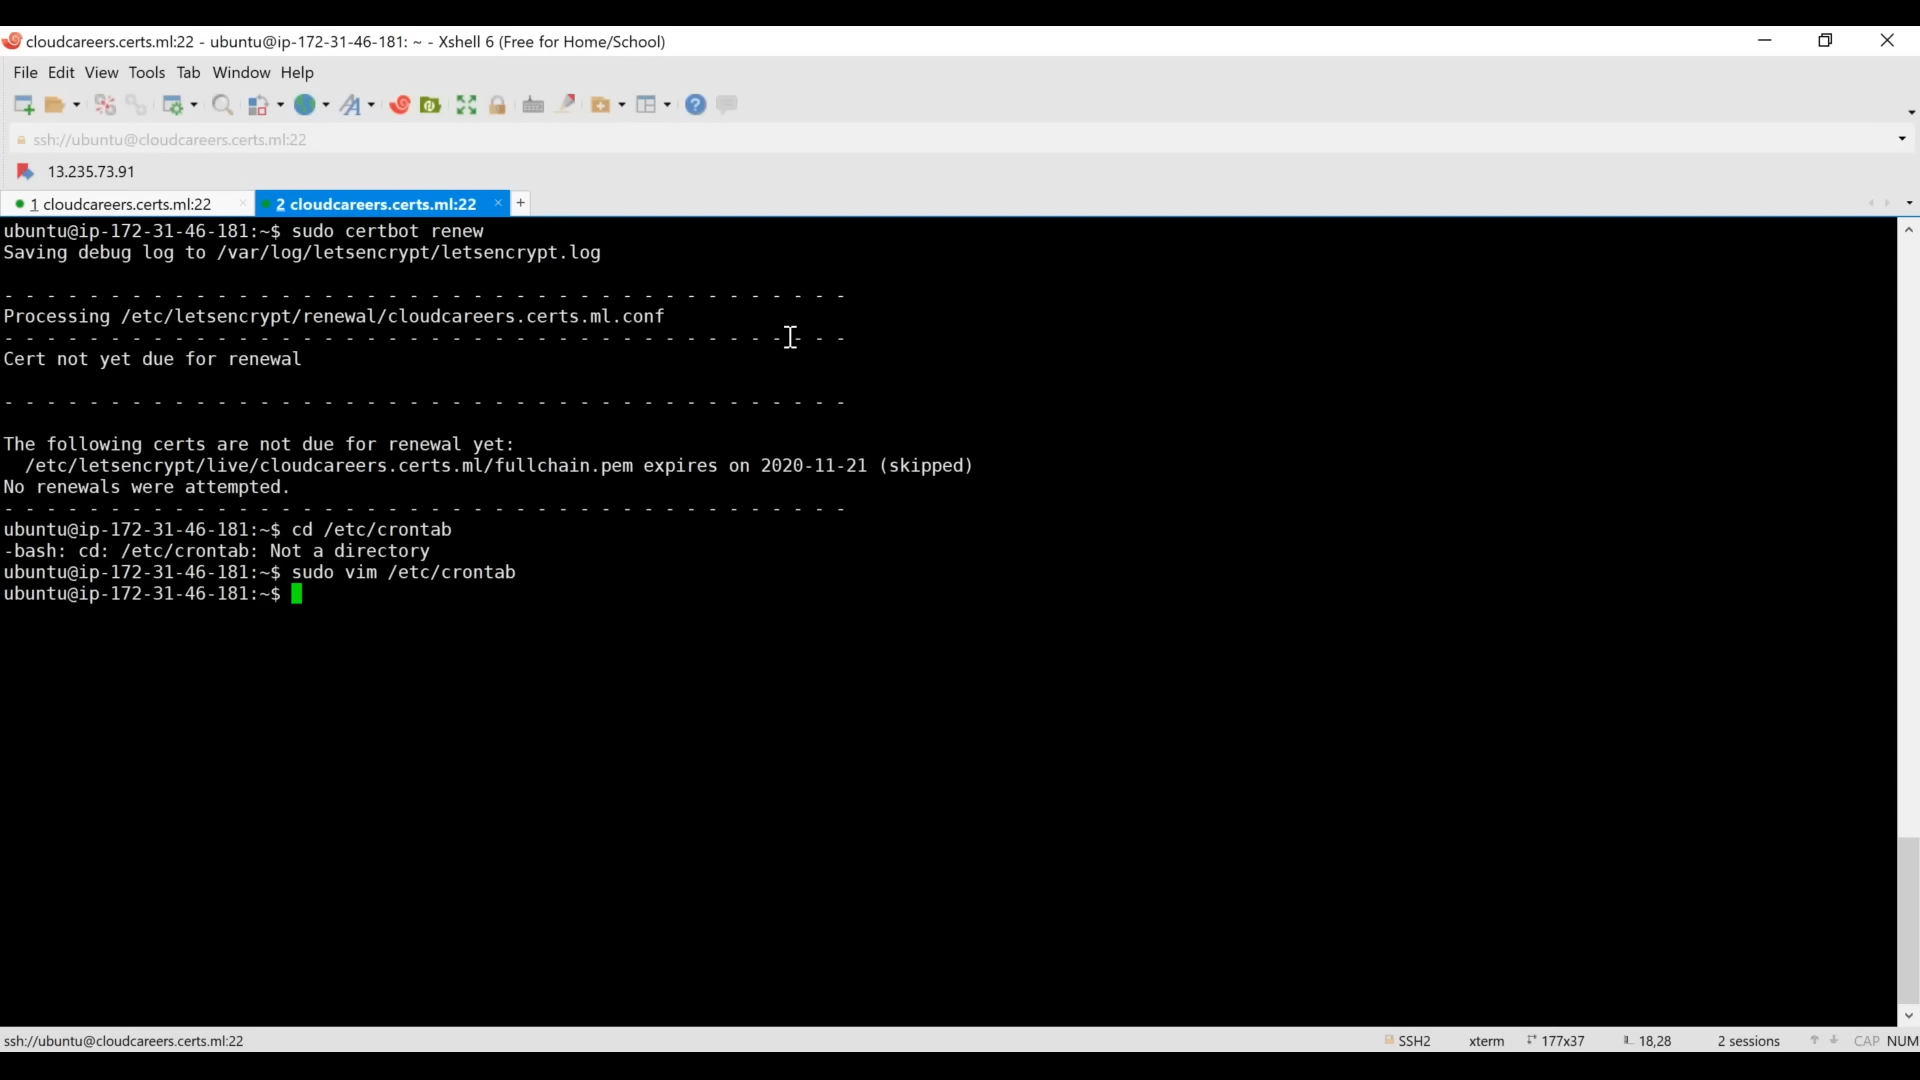 cloudcareers.certs.ml:22 - ubuntu@ip-172-31-46-181: ~ - Xshell 6 (Free for Home/School)
File Edit View Tools Tab Window Help
ssh://ubuntu@cloudcareers.certs.ml:22
13.235.73.91
1 cloudcareers.certs.ml:22 × 2 cloudcareers.certs.ml:22 × +
ubuntu@ip-172-31-46-181:~$ sudo certbot renew
Saving debug log to /var/log/letsencrypt/letsencrypt.log
- - - - - - - - - - - - - - - - - - - - - - - - - - - - - - - - - - - - - - - -
Processing /etc/letsencrypt/renewal/cloudcareers.certs.ml.conf
- - - - - - - - - - - - - - - - - - - - - - - - - - - - - - - - - - - - - - - -
Cert not yet due for renewal
- - - - - - - - - - - - - - - - - - - - - - - - - - - - - - - - - - - - - - - -
The following certs are not due for renewal yet:
/etc/letsencrypt/live/cloudcareers.certs.ml/fullchain.pem expires on 2020-11-21 (skipped)
No renewals were attempted.
- - - - - - - - - - - - - - - - - - - - - - - - - - - - - - - - - - - - - - - -
ubuntu@ip-172-31-46-181:~$ cd /etc/crontab
-bash: cd: /etc/crontab: Not a directory
ubuntu@ip-172-31-46-181:~$ sudo vim /etc/crontab
ubuntu@ip-172-31-46-181:~$
ssh://ubuntu@cloudcareers.certs.ml:22 SSH2 xterm 177x37 18,28 2 sessions CAP NUM